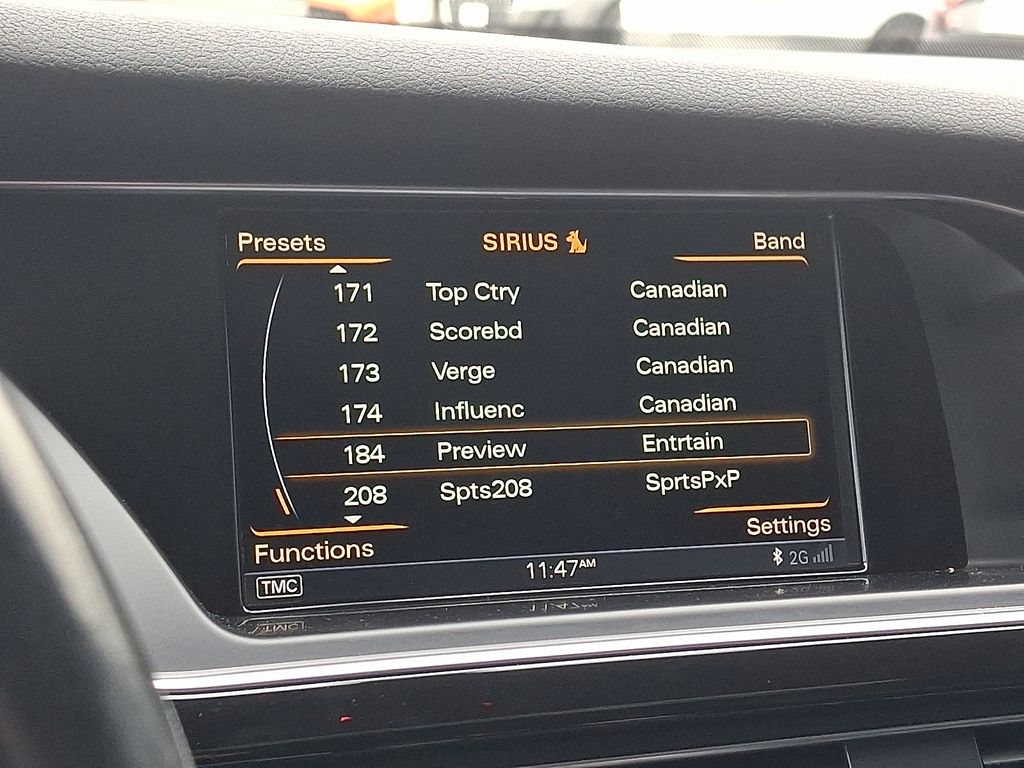 Presets SIRIUS Band
171 Top Ctry Canadian
172 Scorebd Canadian
173 Verge Canadian
174 Influenc Canadian
184 Preview Entrtain
208 Spts208 SprtsPxP
Settings
Functions
TMC 11:47AM 2G